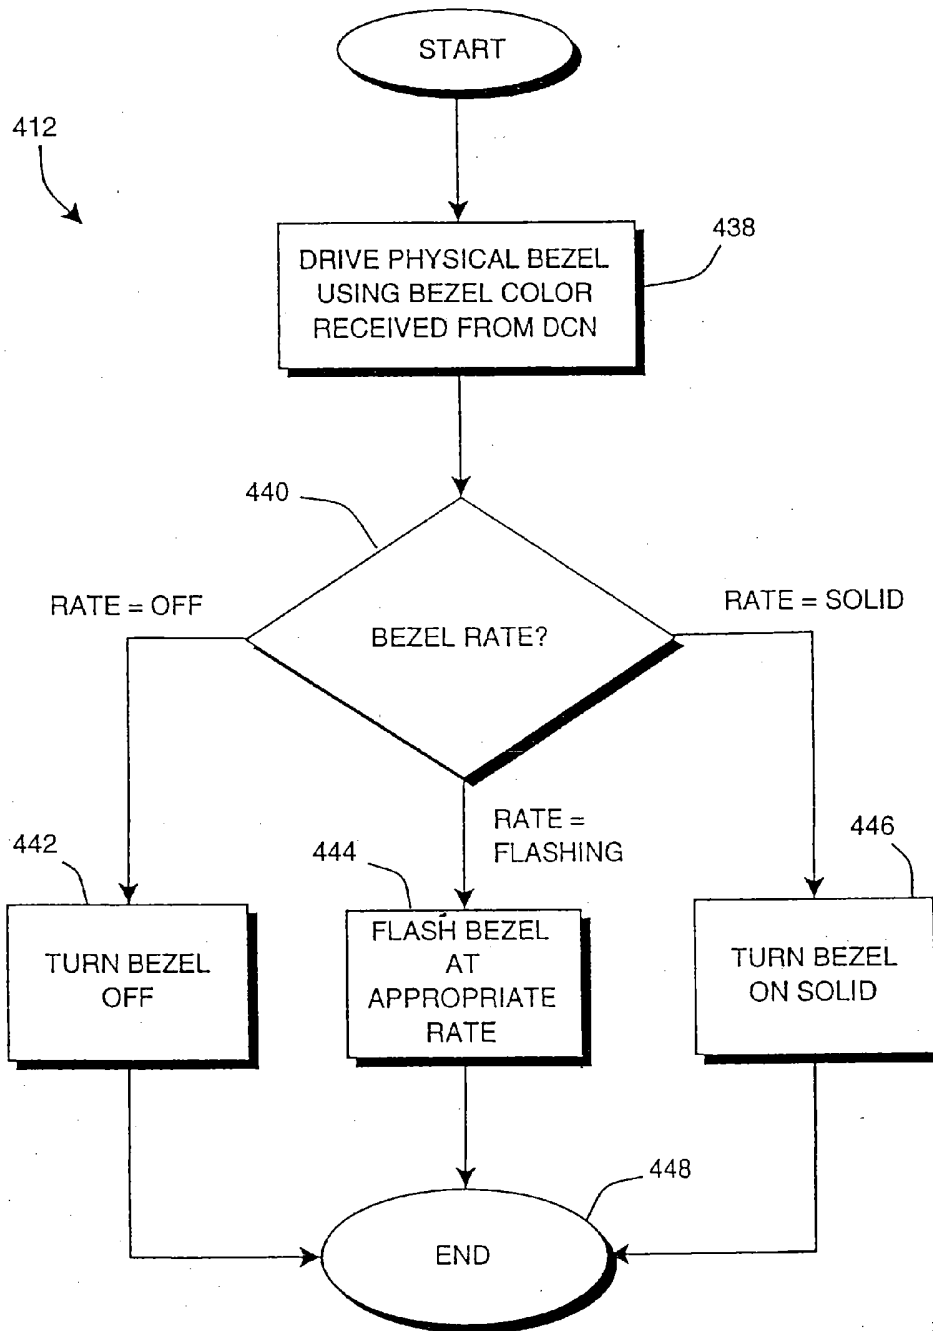 START
412
DRIVE PHYSICAL BEZEL
USING BEZEL COLOR
RECEIVED FROM DCN
438
440
RATE = OFF
RATE = SOLID
BEZEL RATE?
RATE =
FLASHING
442
444
446
TURN BEZEL
OFF
FLASH BEZEL
AT
APPROPRIATE
RATE
TURN BEZEL
ON SOLID
448
END